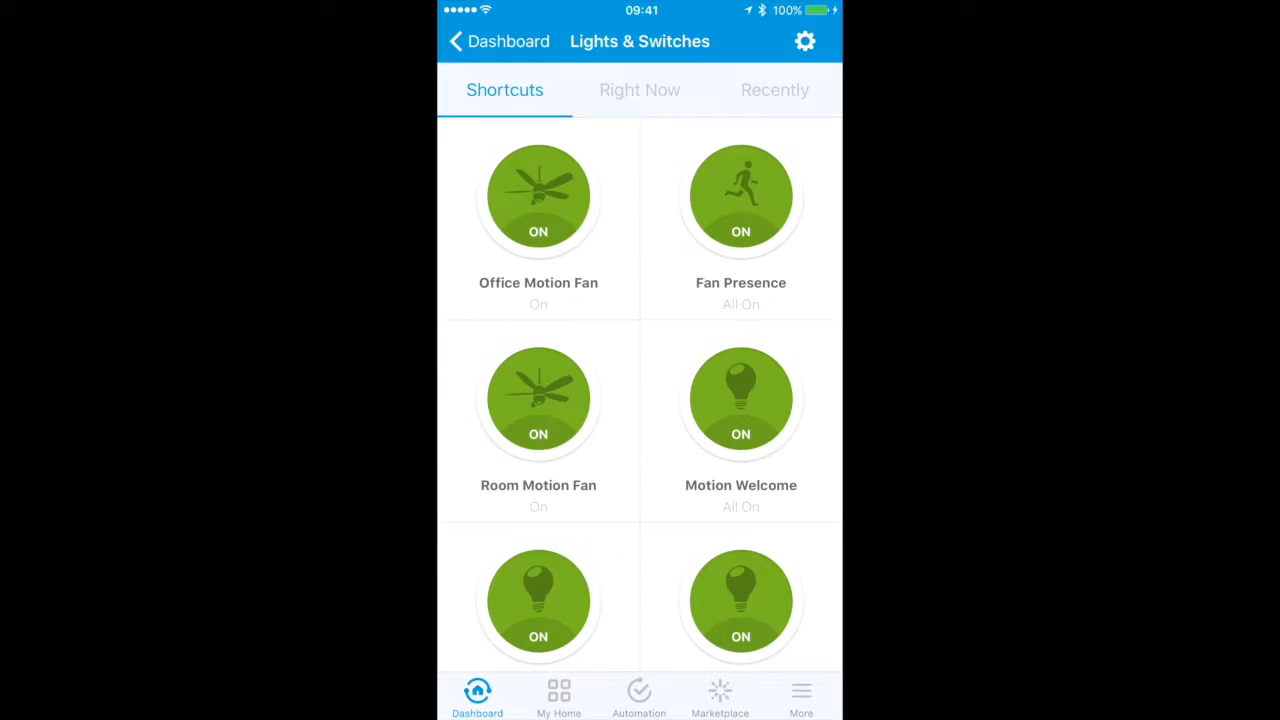 09:41
100%
Dashboard
Lights & Switches
Shortcuts
Right Now
Recently
ON
ON
Office Motion Fan
Fan Presence
On
All On
ON
ON
Room Motion Fan
Motion Welcome
On
All On
ON
ON
Dashboard
My Home
Automation
Marketplace
More